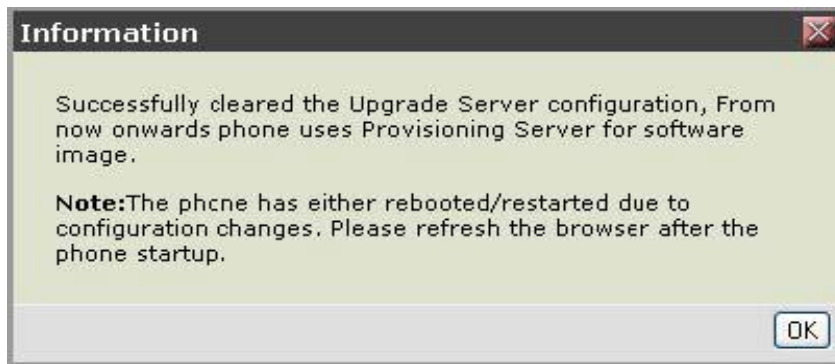 Information
Successfully cleared the Upgrade Server configuration, From
now onwards phone uses Provisioning Server for software
image.
Note:The phone has either rebooted/restarted due to
configuration changes. Please refresh the browser after the
phone startup.
OK